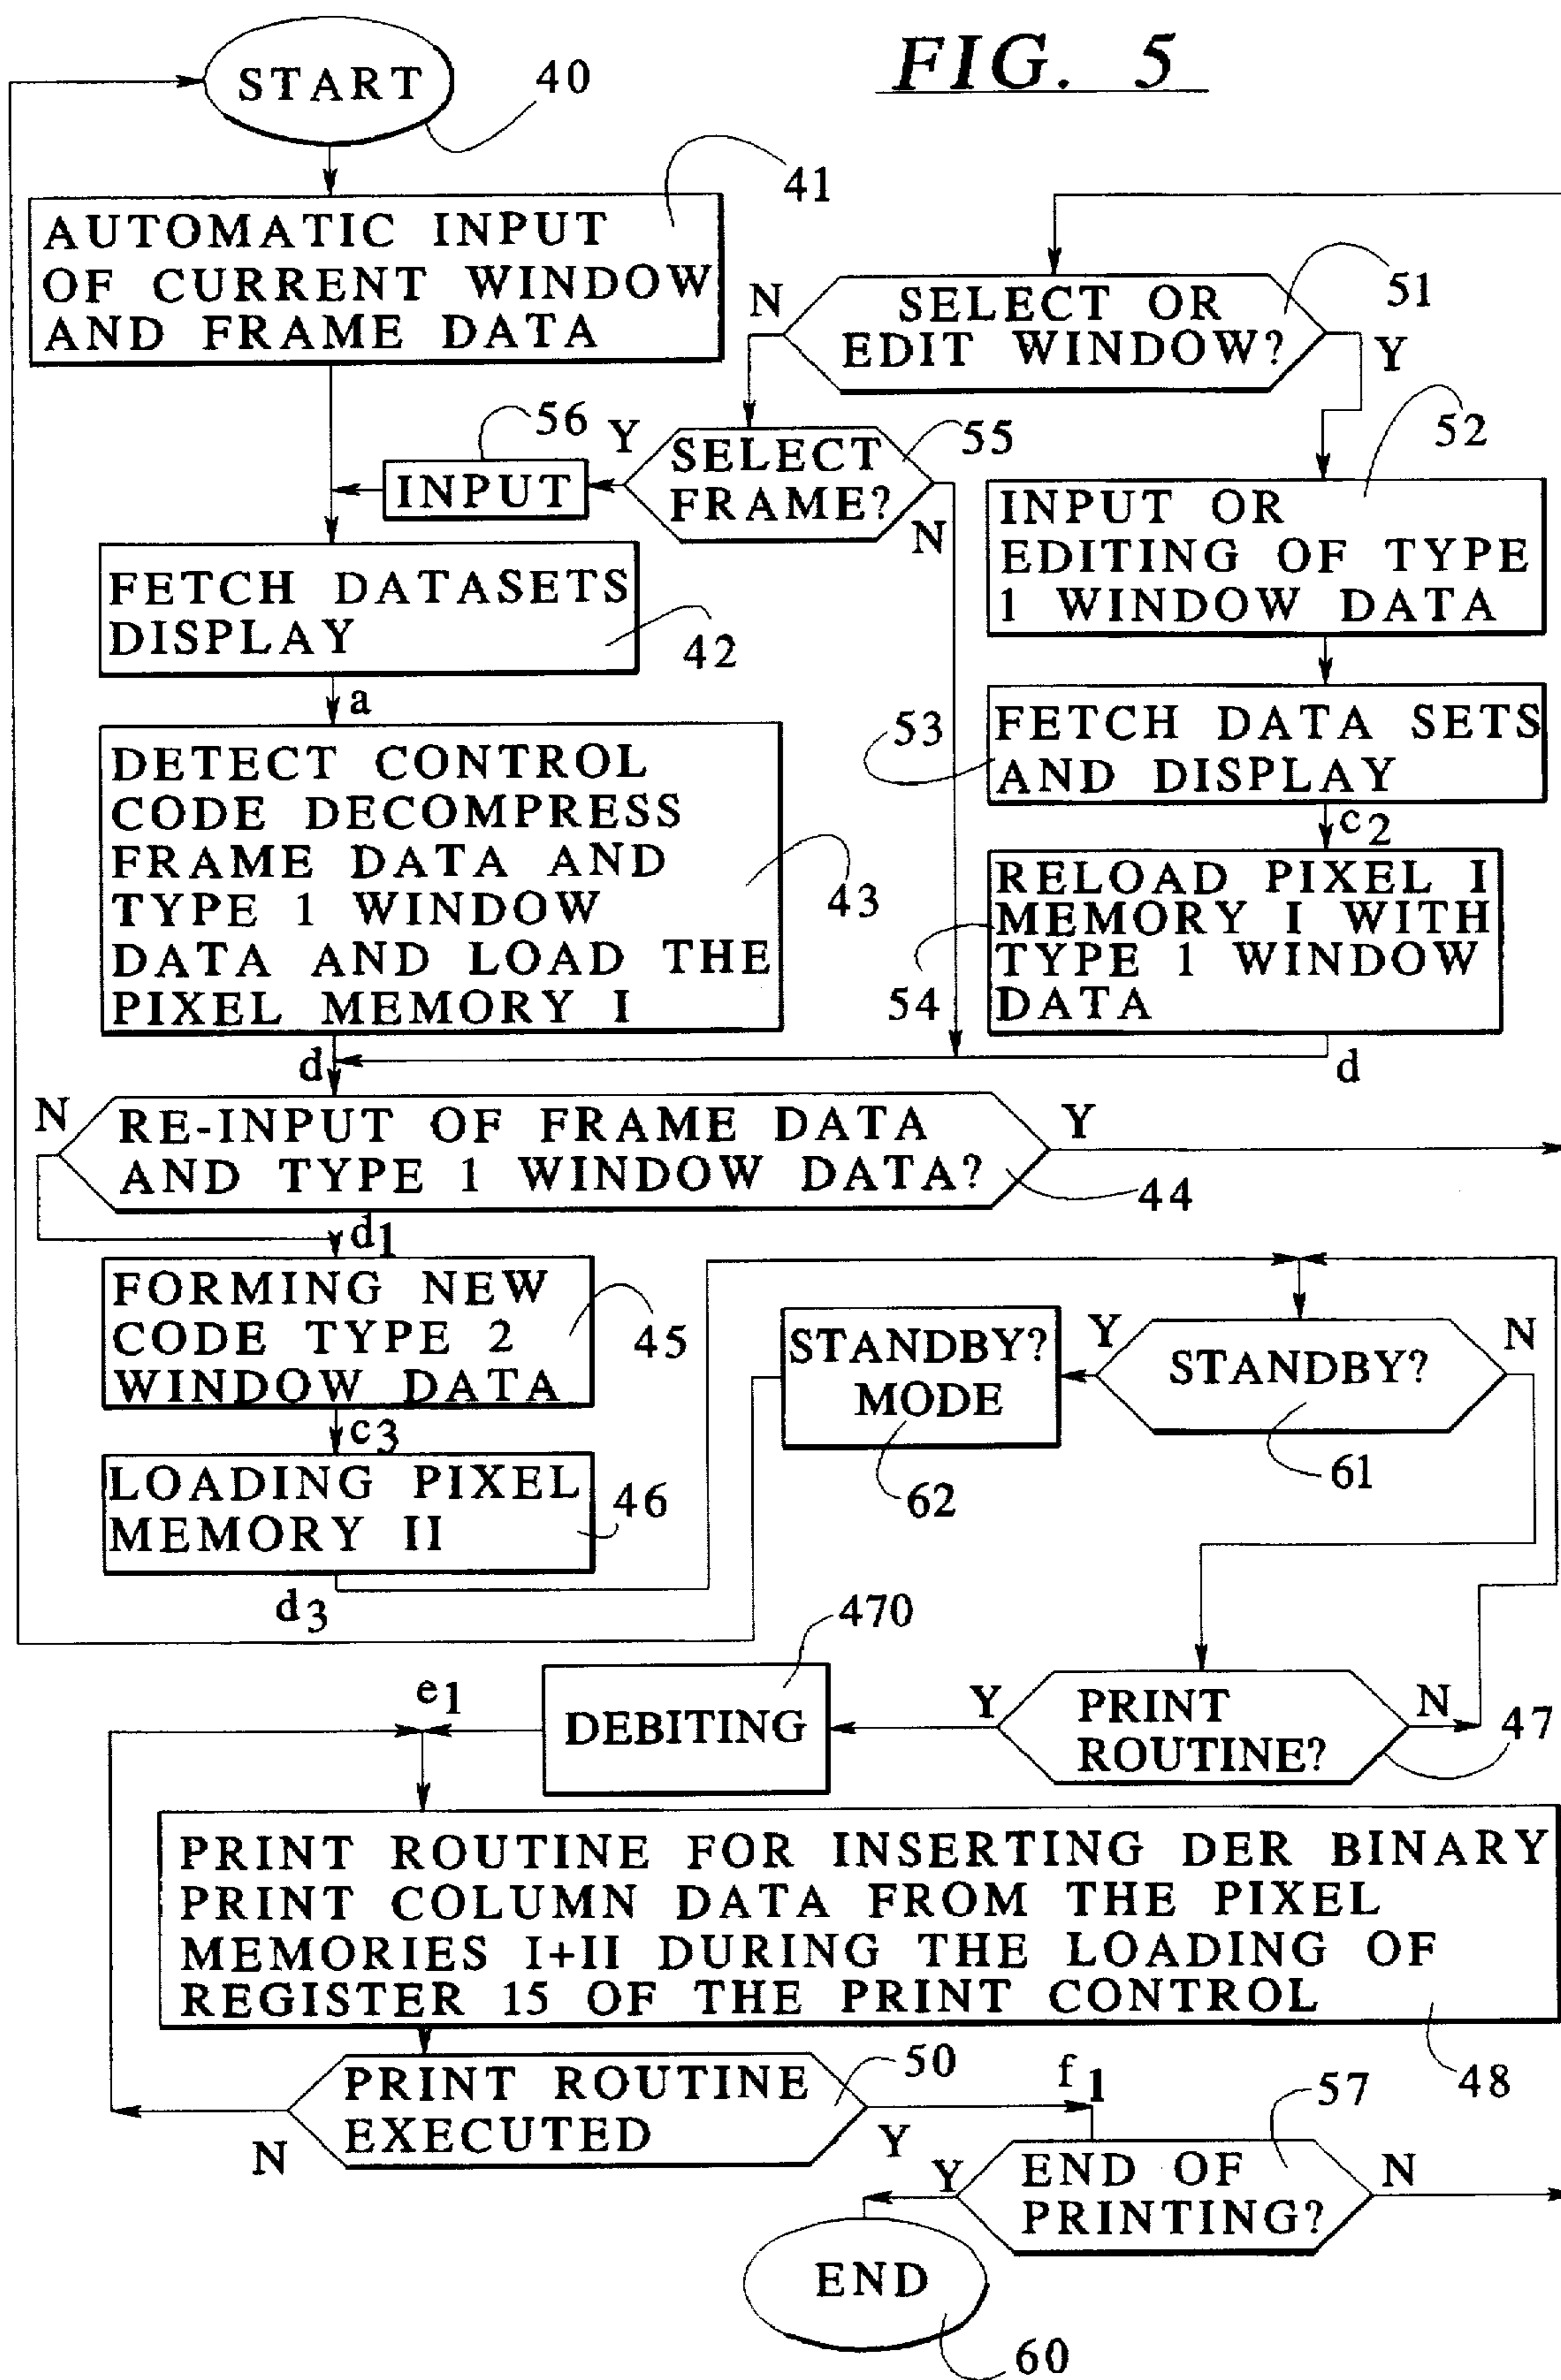 FIG. 5
START
40
AUTOMATIC INPUT
OF CURRENT WINDOW
AND FRAME DATA
41
SELECT OR
EDIT WINDOW?
51
N
Y
SELECT
FRAME?
55
Y
N
INPUT
56
INPUT OR
EDITING OF TYPE
1 WINDOW DATA
52
FETCH DATASETS
DISPLAY
42
a
FETCH DATA SETS
AND DISPLAY
53
c2
DETECT CONTROL
CODE DECOMPRESS
FRAME DATA AND
TYPE 1 WINDOW
DATA AND LOAD THE
PIXEL MEMORY I
43
RELOAD PIXEL I
MEMORY I WITH
TYPE 1 WINDOW
DATA
54
d
d
RE-INPUT OF FRAME DATA
AND TYPE 1 WINDOW DATA?
N
Y
44
d1
FORMING NEW
CODE TYPE 2
WINDOW DATA
45
c3
STANDBY?
MODE
62
Y
STANDBY?
N
61
LOADING PIXEL
MEMORY II
46
d3
470
e1
DEBITING
Y
PRINT
ROUTINE?
N
47
PRINT ROUTINE FOR INSERTING DER BINARY
PRINT COLUMN DATA FROM THE PIXEL
MEMORIES I+II DURING THE LOADING OF
REGISTER 15 OF THE PRINT CONTROL
48
PRINT ROUTINE
EXECUTED
50
N
Y
f1
END OF
PRINTING?
57
Y
N
END
60